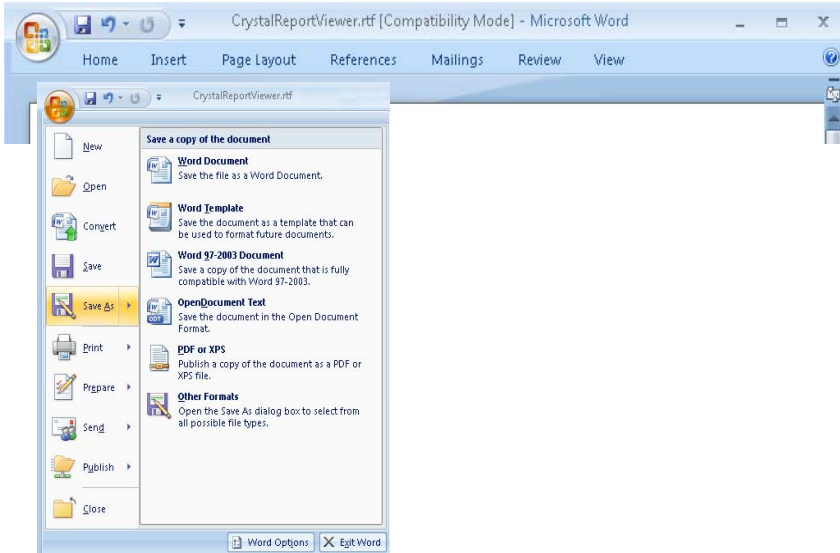 CrystalReportViewer.rtf [Compatibility Mode] - Microsoft Word
Home Insert Page Layout References Mailings Review View
CrystalReportViewer.rtf
New
Open
Convert
Save
Save As
Print
Prepare
Send
Publish
Close
Save a copy of the document
Word Document
Save the file as a Word Document.
Word Template
Save the document as a template that can
be used to format future documents.
Word 97-2003 Document
Save a copy of the document that is fully
compatible with Word 97-2003.
OpenDocument Text
Save the document in the Open Document
Format.
PDF or XPS
Publish a copy of the document as a PDF or
XPS file.
Other Formats
Open the Save As dialog box to select from
all possible file types.
Word Options Exit Word